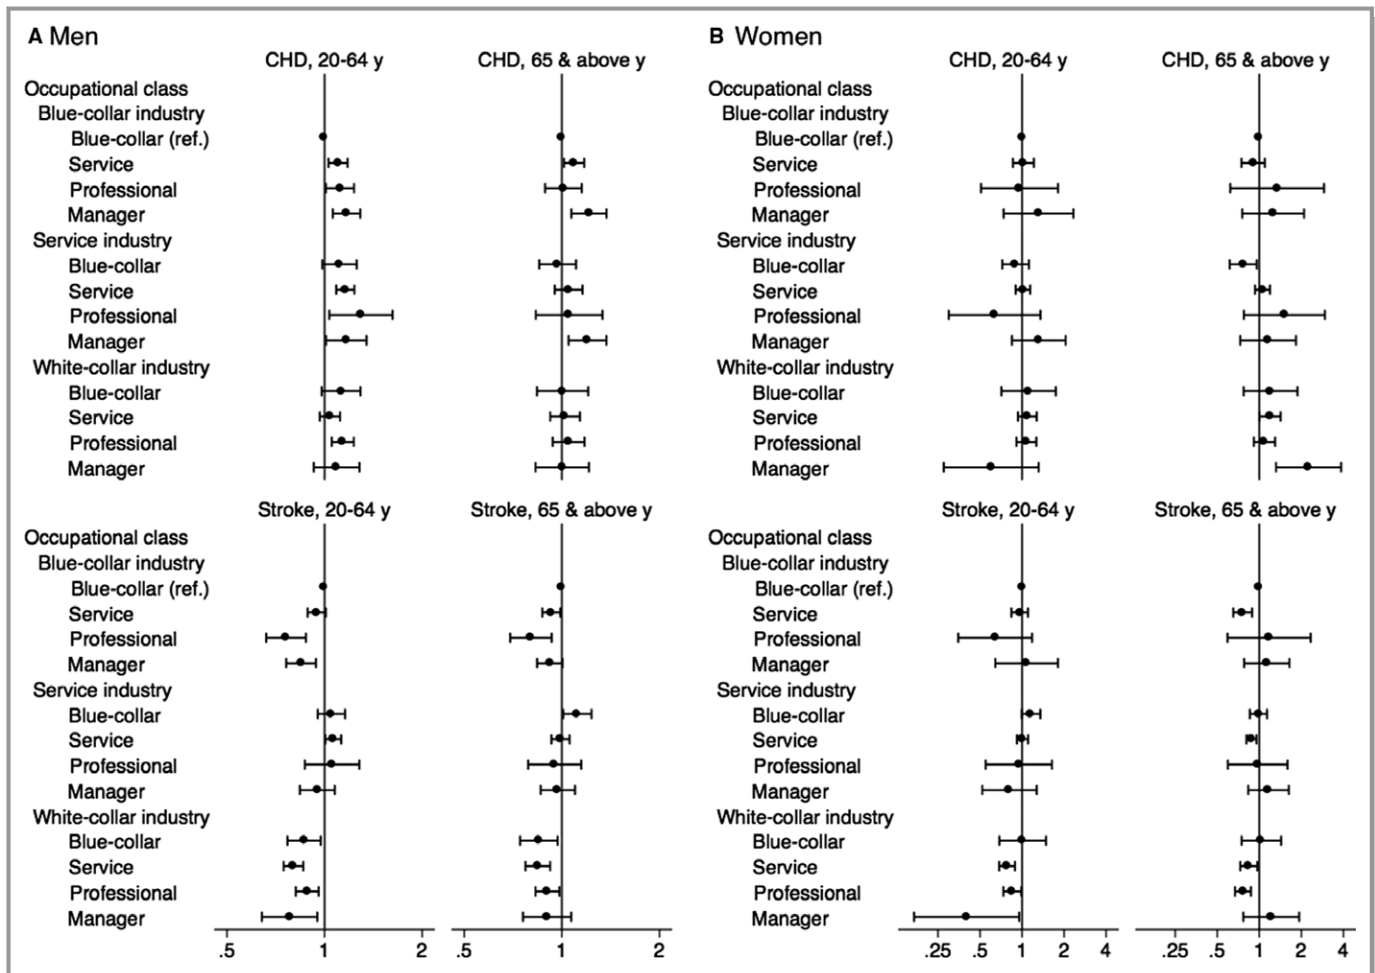 A Men
CHD, 20-64 y
CHD, 65 & above y
Occupational class
Blue-collar industry
Blue-collar (ref.)
Service
Professional
Manager
Service industry
Blue-collar
Service
Professional
Manager
White-collar industry
Blue-collar
Service
Professional
Manager
Stroke, 20-64 y
Stroke, 65 & above y
Occupational class
Blue-collar industry
Blue-collar (ref.)
Service
Professional
Manager
Service industry
Blue-collar
Service
Professional
Manager
White-collar industry
Blue-collar
Service
Professional
Manager
.5 1 2
.5 1 2
B Women
CHD, 20-64 y
CHD, 65 & above y
Occupational class
Blue-collar industry
Blue-collar (ref.)
Service
Professional
Manager
Service industry
Blue-collar
Service
Professional
Manager
White-collar industry
Blue-collar
Service
Professional
Manager
Stroke, 20-64 y
Stroke, 65 & above y
Occupational class
Blue-collar industry
Blue-collar (ref.)
Service
Professional
Manager
Service industry
Blue-collar
Service
Professional
Manager
White-collar industry
Blue-collar
Service
Professional
Manager
.25 .5 1 2 4
.25 .5 1 2 4